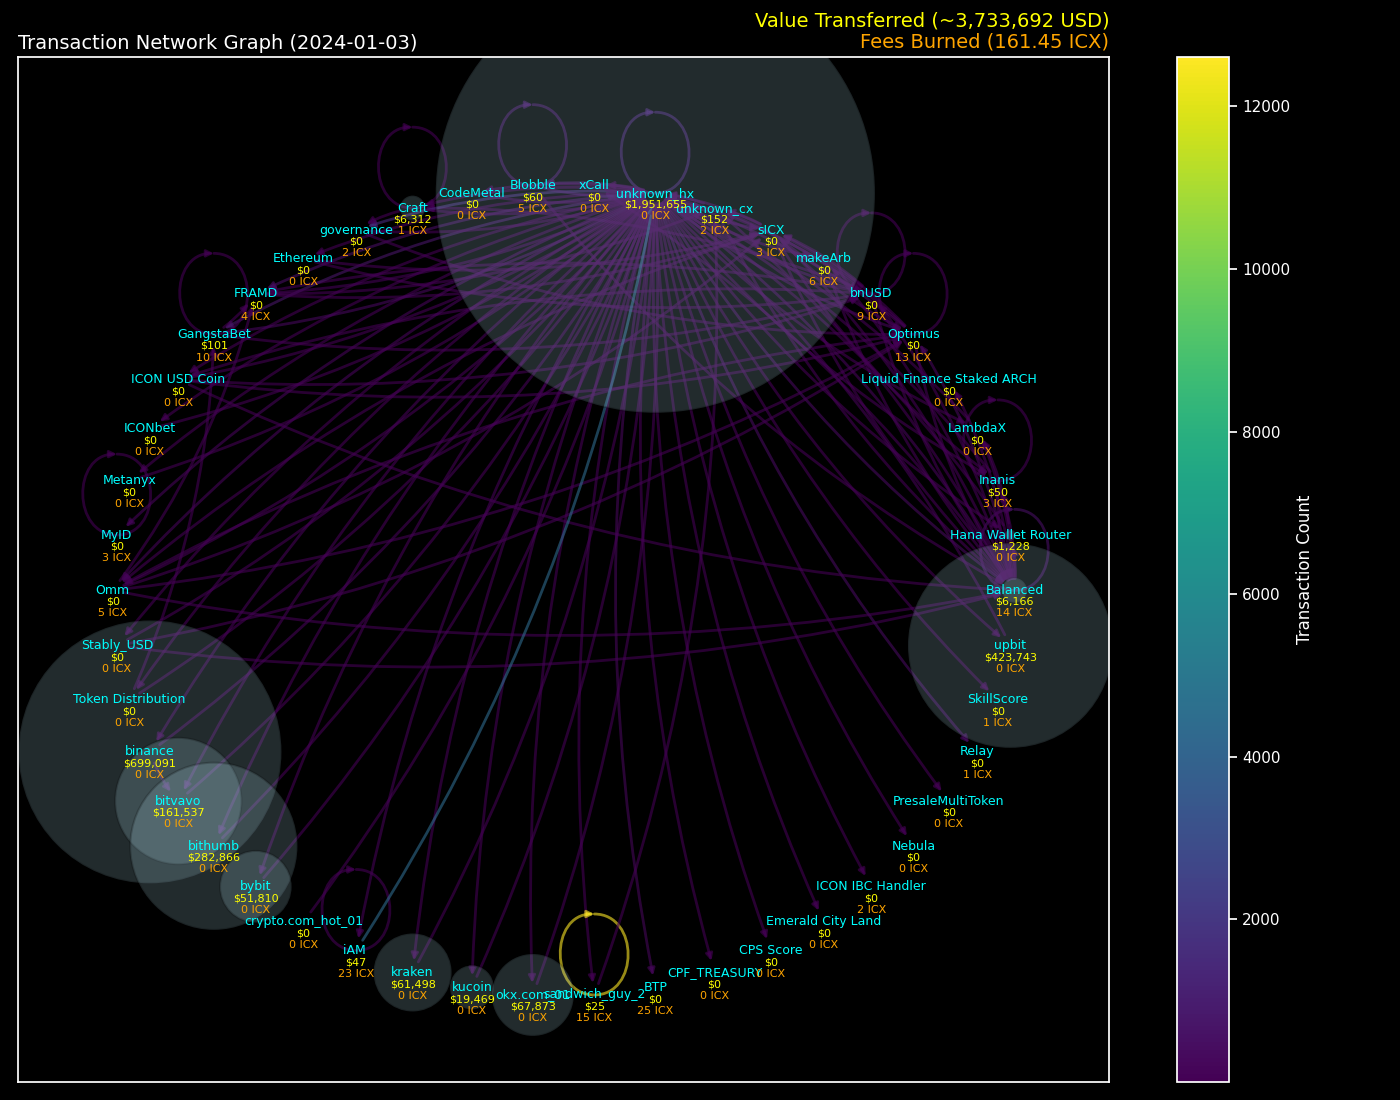 Value Transferred (~3,733,692 USD)
Transaction Network Graph (2024-01-03)
Fees Burned (161.45 ICX)
unknown_hx
$1,951,655
0 ICX
xCall
$0
0 ICX
Blobble
$60
5 ICX
CodeMetal
$0
0 ICX
Craft
$6,312
1 ICX
governance
$0
2 ICX
Ethereum
$0
0 ICX
FRAMD
$0
4 ICX
GangstaBet
$101
10 ICX
ICON USD Coin
$0
0 ICX
ICONbet
$0
0 ICX
Metanyx
$0
0 ICX
MyID
$0
3 ICX
Omm
$0
5 ICX
Stably_USD
$0
0 ICX
Token Distribution
$0
0 ICX
binance
$699,091
0 ICX
bitvavo
$161,537
0 ICX
bithumb
$282,866
0 ICX
bybit
$51,810
0 ICX
crypto.com_hot_01
$0
0 ICX
iAM
$47
23 ICX
kraken
$61,498
0 ICX
kucoin
$19,469
0 ICX
$67,873
0 ICX
sandwich_guy_2
$25
15 ICX
BTP
$0
25 ICX
CPF_TREASURY
$0
0 ICX
CPS Score
$0
0 ICX
Emerald City Land
$0
0 ICX
ICON IBC Handler
$0
2 ICX
Nebula
$0
0 ICX
PresaleMultiToken
$0
0 ICX
Relay
$0
1 ICX
SkillScore
$0
1 ICX
upbit
$423,743
0 ICX
Balanced
$6,166
14 ICX
Hana Wallet Router
$1,228
0 ICX
Inanis
$50
3 ICX
LambdaX
$0
0 ICX
Liquid Finance Staked ARCH
$0
0 ICX
Optimus
$0
13 ICX
bnUSD
$0
9 ICX
makeArb
$0
6 ICX
sICX
$0
3 ICX
unknown_cx
$152
2 ICX
12000
10000
8000
6000
4000
2000
Transaction Count